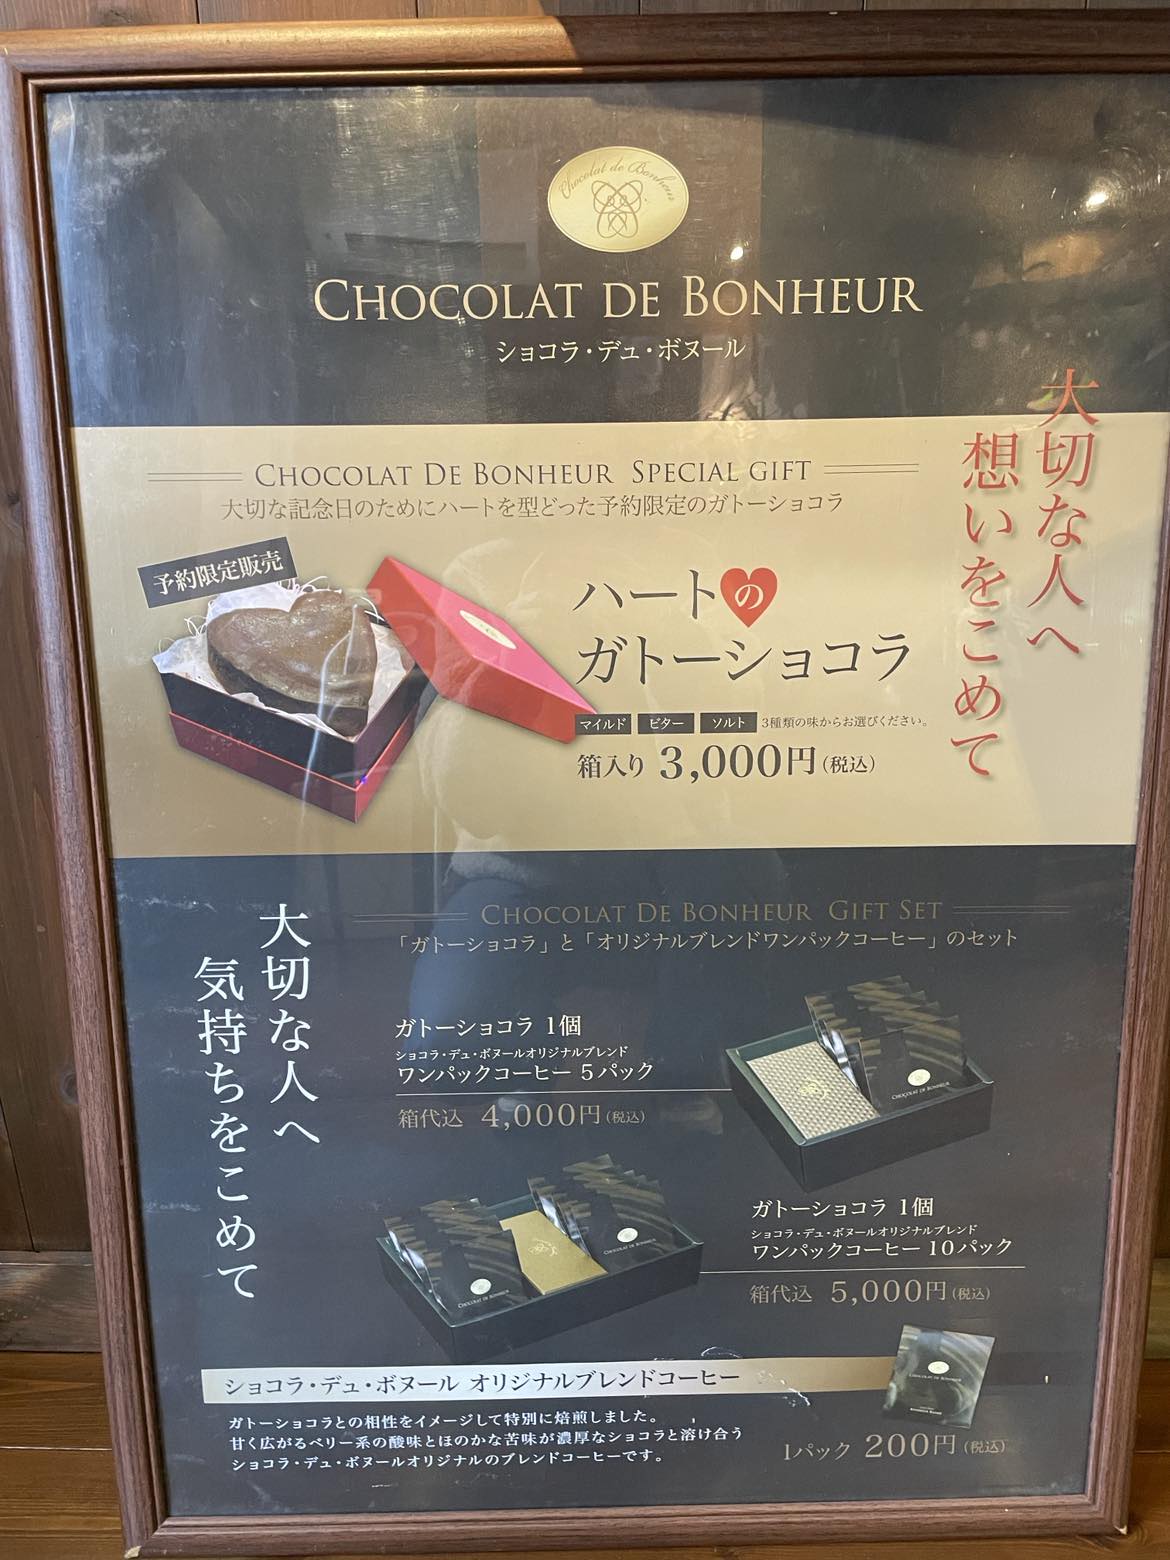 Chocolat de Bonheur
CHOCOLAT DE BONHEUR
ショコラ・デュ・ボヌール
大切な人へ
想いをこめて
CHOCOLAT DE BONHEUR SPECIAL GIFT
大切な記念日のためにハートを型どった予約限定のガトーショコラ
予約限定販売
ハートの
ガトーショコラ
マイルド ビター ソルト 3種類の味からお選びください。
箱入り 3,000円(税込)
大切な人へ
気持ちをこめて
CHOCOLAT DE BONHEUR GIFT SET
「ガトーショコラ」と「オリジナルブレンドワンパックコーヒー」のセット
ガトーショコラ 1個
ショコラ・デュ・ボヌールオリジナルブレンド
ワンパックコーヒー 5パック
箱代込 4,000円(税込)
CHOCOLAT DE BONHEUR
ガトーショコラ 1個
ショコラ・デュ・ボヌールオリジナルブレンド
ワンパックコーヒー 10パック
箱代込 5,000円(税込)
CHOCOLAT DE BONHEUR
CHOCOLAT DE BONHEUR
ショコラ・デュ・ボヌール オリジナルブレンドコーヒー
ガトーショコラとの相性をイメージして特別に焙煎しました。
甘く広がるベリー系の酸味とほのかな苦味が濃厚なショコラと溶け合う
ショコラ・デュ・ボヌールオリジナルのブレンドコーヒーです。
CHOCOLAT DE BONHEUR
1パック 200円(税込)